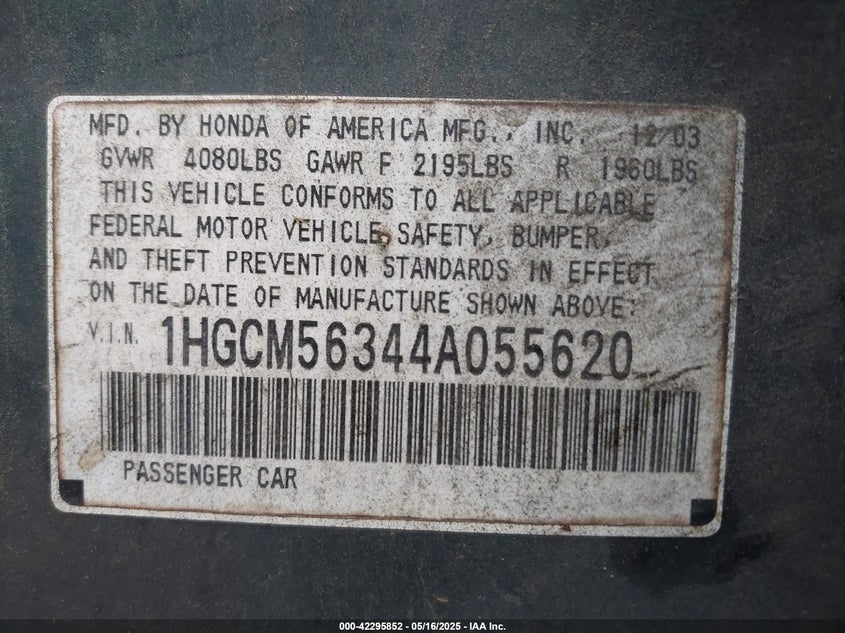 MFD. BY HONDA OF AMERICA MFG., INC. 12/03
GVWR 4080LBS GAWR F 2195LBS R 1960LBS
THIS VEHICLE CONFORMS TO ALL APPLICABLE
FEDERAL MOTOR VEHICLE SAFETY, BUMPER,
AND THEFT PREVENTION STANDARDS IN EFFECT
ON THE DATE OF MANUFACTURE SHOWN ABOVE:
V.I.N. 1HGCM56344A055620
PASSENGER CAR
000-42295852 - 05/16/2025 - IAA Inc.